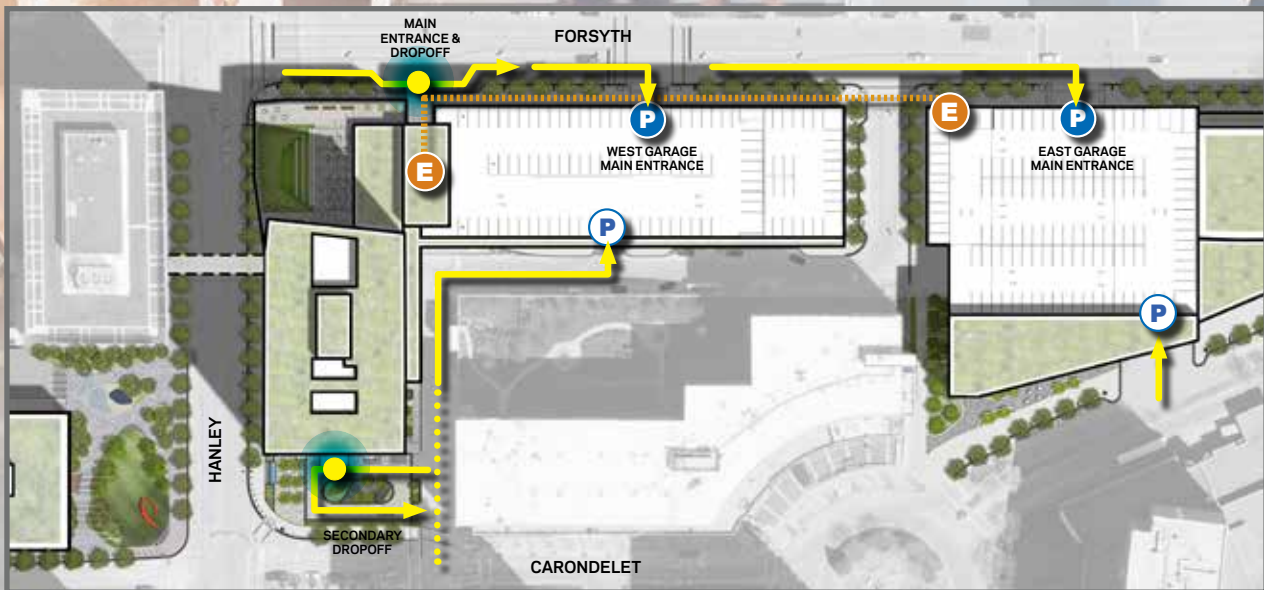 MAIN
ENTRANCE &
DROPOFF
FORSYTH
P
E
P
WEST GARAGE
MAIN ENTRANCE
EAST GARAGE
MAIN ENTRANCE
E
P
P
HANLEY
SECONDARY
DROPOFF
CARONDELET